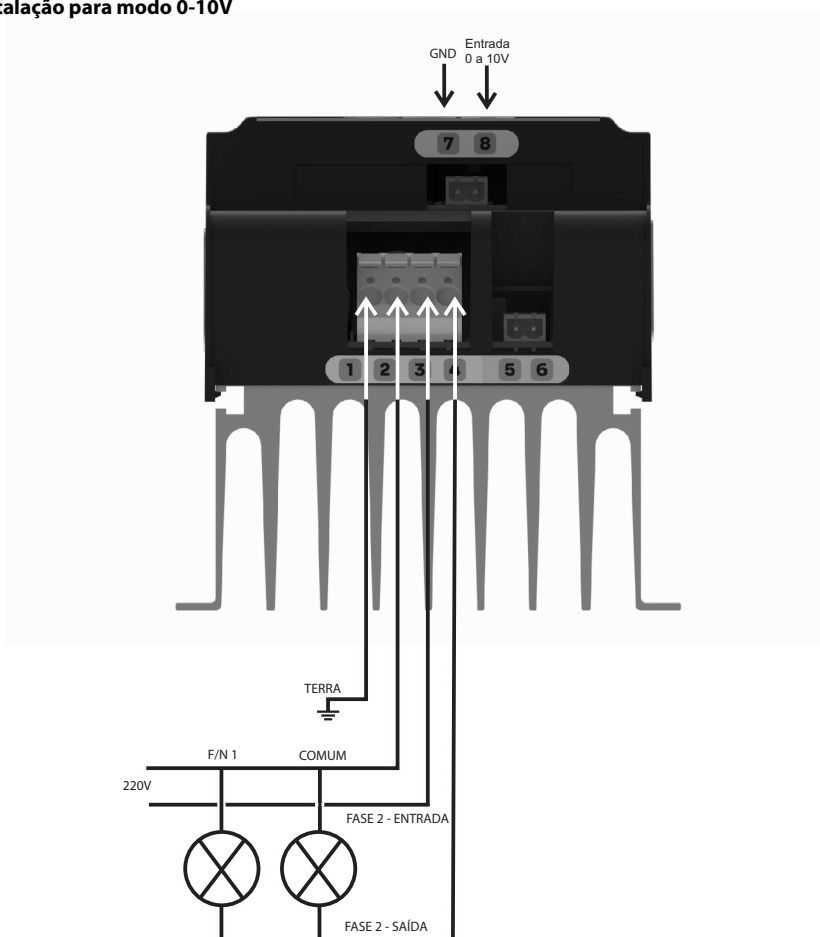 talação para modo 0-10V
GND
Entrada
0 a 10V
7 8
1 2 3 4 5 6
TERRA
F/N 1
COMUM
220V
FASE 2 - ENTRADA
FASE 2 - SAÍDA